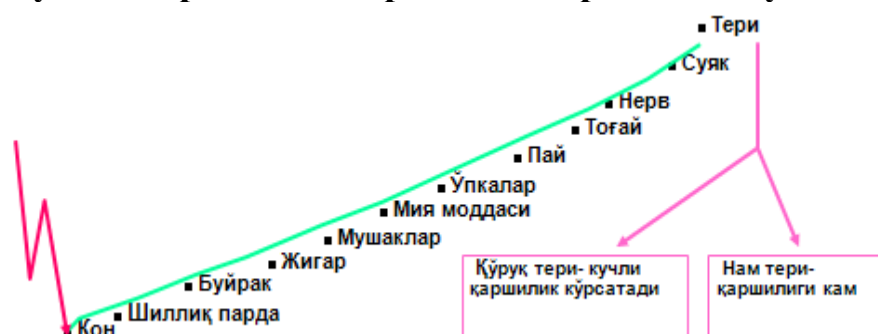 Тери
Суяк
Нерв
Тоғай
Пай
Ўпкалар
Мия моддаси
Мушаклар
Жигар
Буйрак
Шиллиқ парда
Қон
Қўруқ тери- кучли
қаршилик кўрсатади
Нам тери-
қаршилиги кам